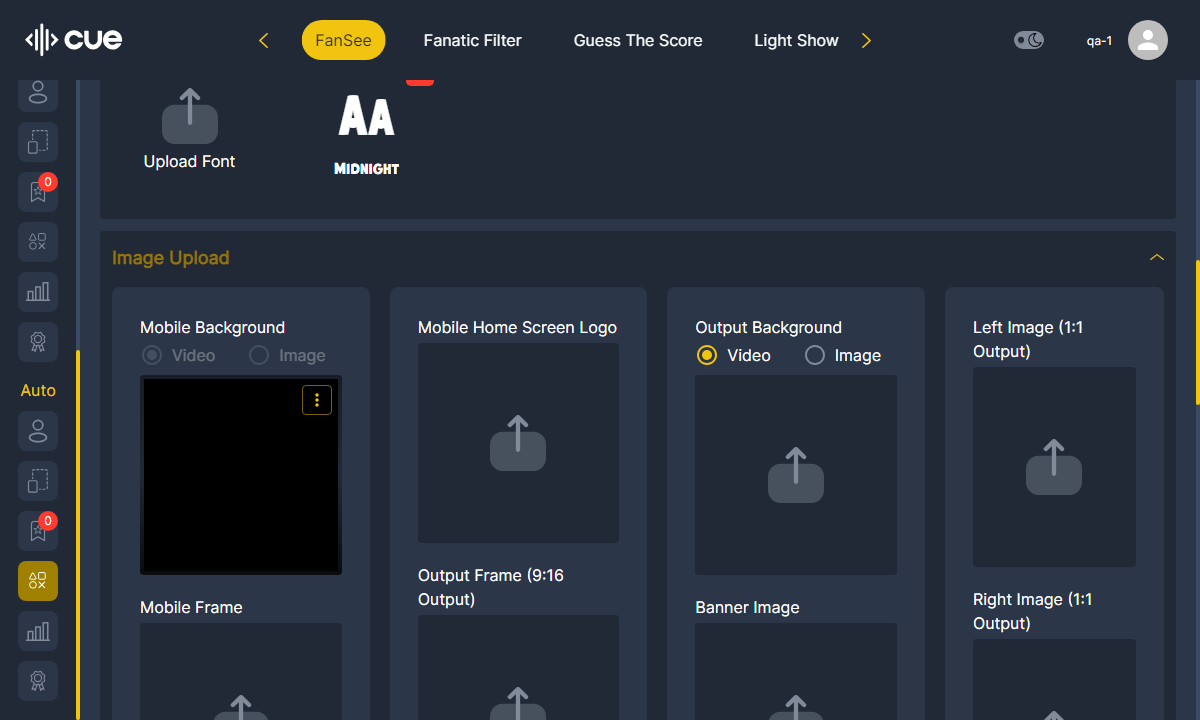 cue
FanSee
Fanatic Filter
Guess The Score
Light Show
qa-1
0
Auto
0
Upload Font
AA
MIDNIGHT
Image Upload
Mobile Background
Video
Image
Mobile Frame
Mobile Home Screen Logo
Output Frame (9:16
Output)
Output Background
Video
Image
Banner Image
Left Image (1:1
Output)
Right Image (1:1
Output)